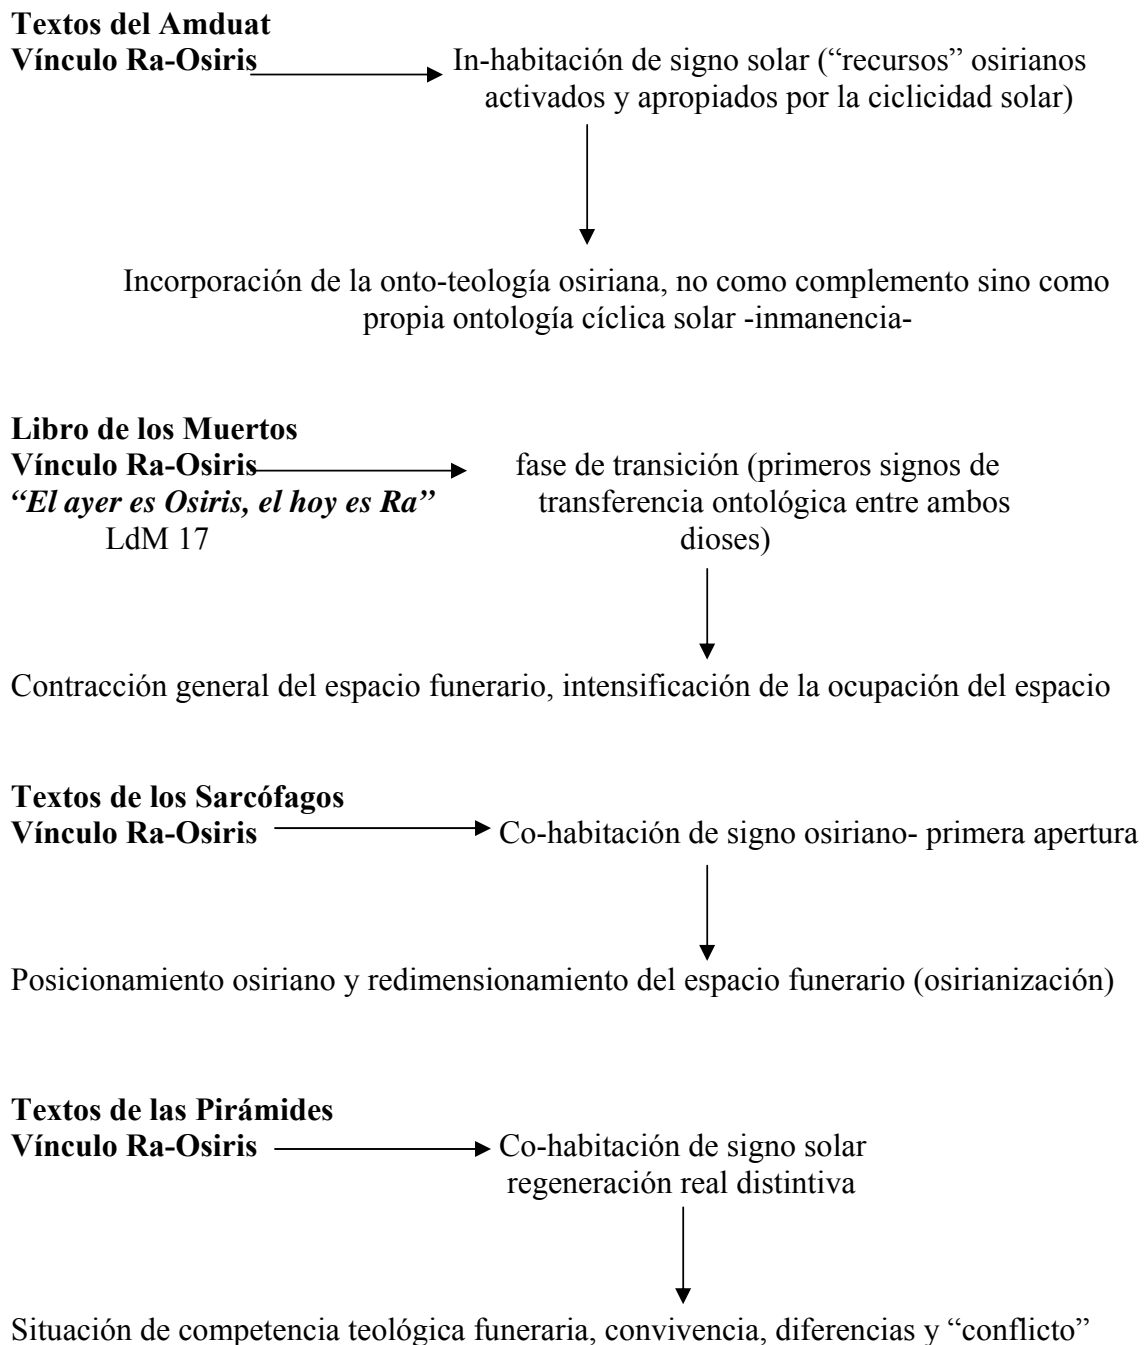 Textos del Amduat
Vínculo Ra-Osiris In-habitación de signo solar (“recursos” osirianos
activados y apropiados por la ciclicidad solar)
Incorporación de la onto-teología osiriana, no como complemento sino como
propia ontología cíclica solar -inmanencia-
Libro de los Muertos
Vínculo Ra-Osiris fase de transición (primeros signos de
“El ayer es Osiris, el hoy es Ra” transferencia ontológica entre ambos
LdM 17 dioses)
Contracción general del espacio funerario, intensificación de la ocupación del espacio
Textos de los Sarcófagos
Vínculo Ra-Osiris Co-habitación de signo osiriano- primera apertura
Posicionamiento osiriano y redimensionamiento del espacio funerario (osirianización)
Textos de las Pirámides
Vínculo Ra-Osiris Co-habitación de signo solar
regeneración real distintiva
Situación de competencia teológica funeraria, convivencia, diferencias y “conflicto”